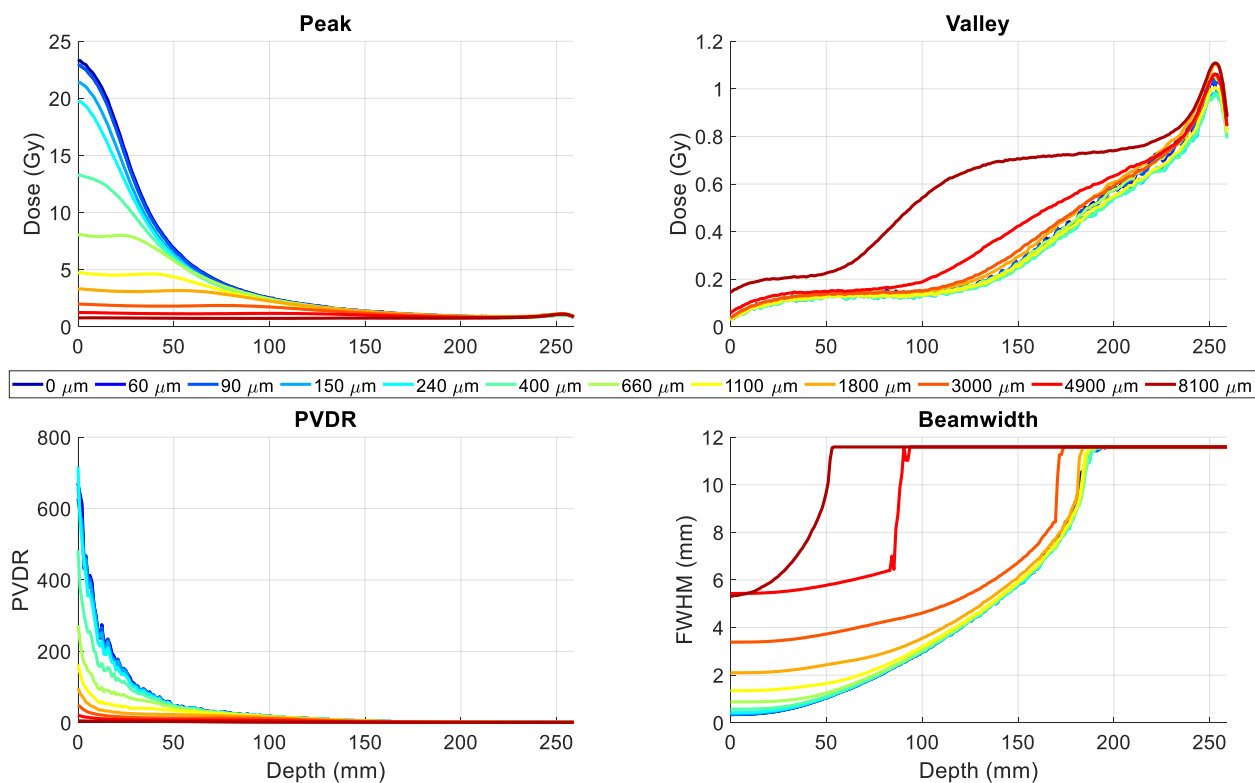 Peak
Valley
Dose (Gy)
25
20
15
10
5
0
0 50 100 150 200 250
Dose (Gy)
1.2
1
0.8
0.6
0.4
0.2
0
0 50 100 150 200 250
0 μm 60 μm 90 μm 150 μm 240 μm 400 μm 660 μm 1100 μm 1800 μm 3000 μm 4900 μm 8100 μm
PVDR
Beamwidth
PVDR
800
600
400
200
0
0 50 100 150 200 250
Depth (mm)
FWHM (mm)
12
10
8
6
4
2
0
0 50 100 150 200 250
Depth (mm)